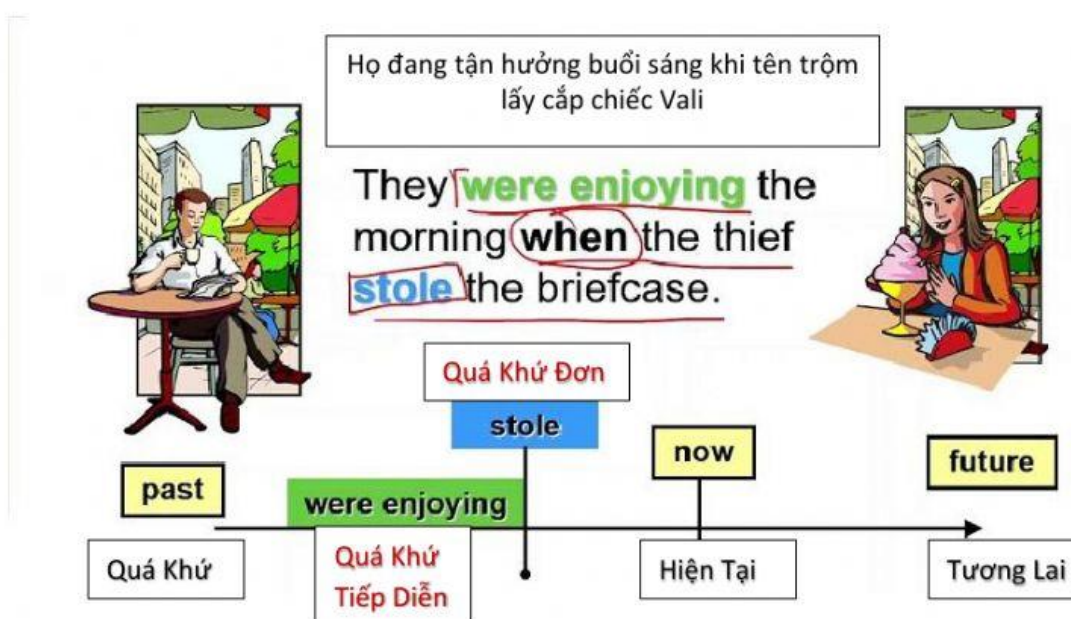 Họ đang tận hưởng buổi sáng khi tên trộm
lấy cắp chiếc Vali
They were enjoying the
morning when the thief
stole the briefcase.
Quá Khứ Đơn
stole
now
future
past
were enjoying
Quá Khứ
Quá Khứ
Tiếp Diễn
Hiện Tại
Tương Lai